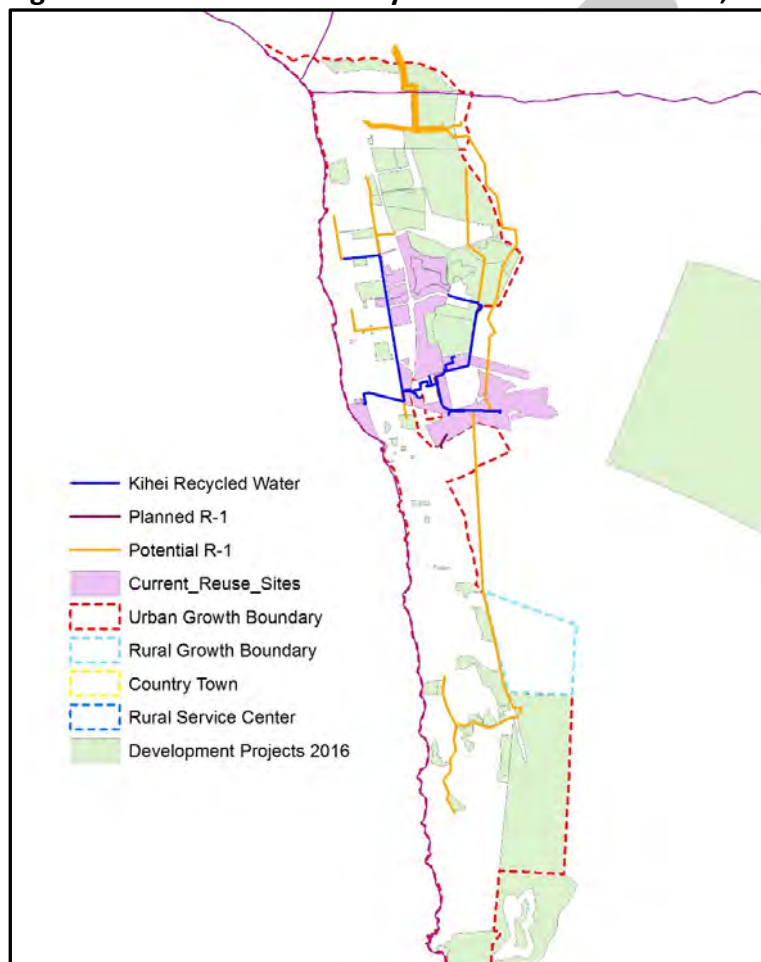 Kihei Recycled Water
Planned R-1
Potential R-1
Current_Reuse_Sites
Urban Growth Boundary
Rural Growth Boundary
Country Town
Rural Service Center
Development Projects 2016